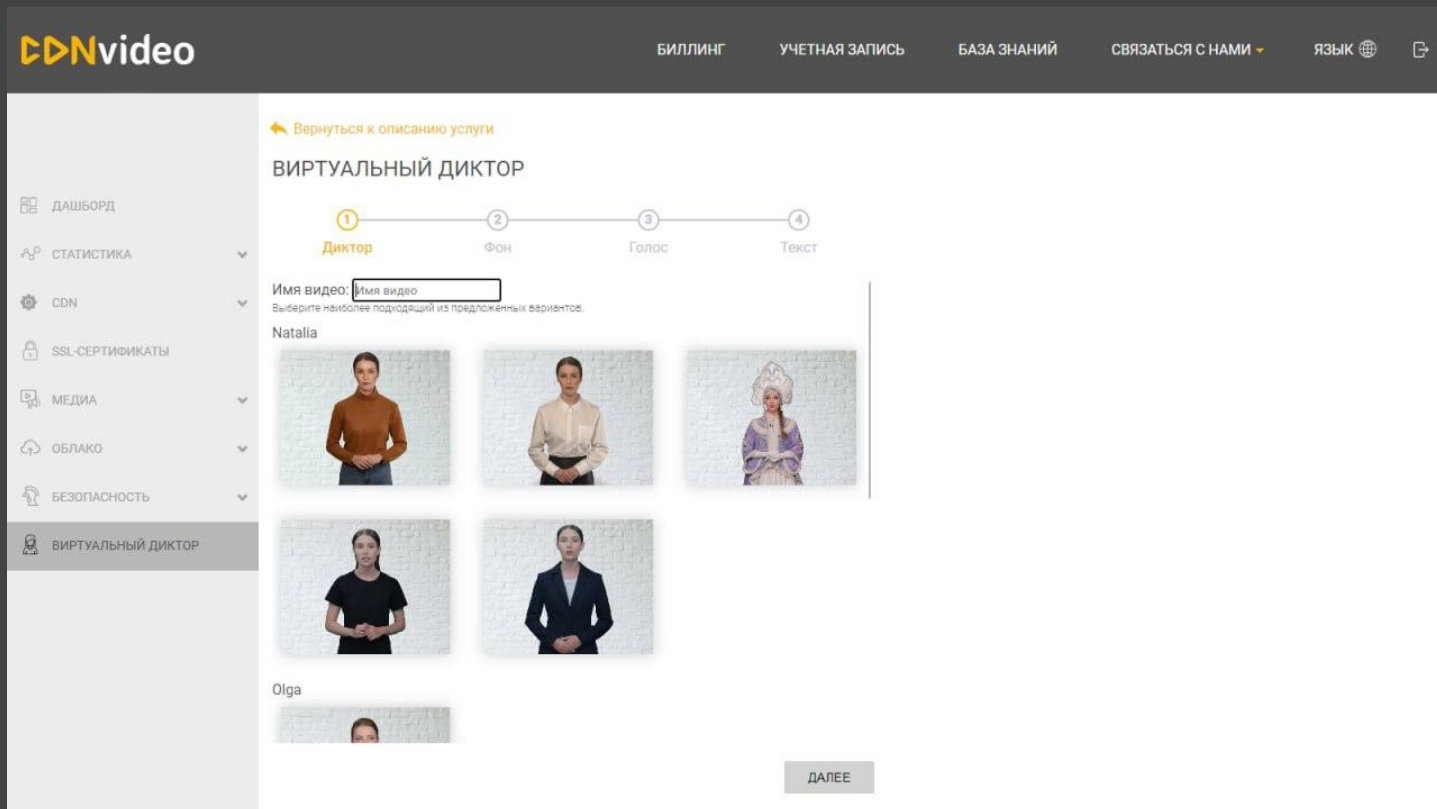 CDNvideo
БИЛЛИНГ УЧЕТНАЯ ЗАПИСЬ БАЗА ЗНАНИЙ СВЯЗАТЬСЯ С НАМИ ЯЗЫК
ДАШБОРД
СТАТИСТИКА
CDN
SSL-СЕРТИФИКАТЫ
МЕДИА
ОБЛАКО
БЕЗОПАСНОСТЬ
ВИРТУАЛЬНЫЙ ДИКТОР
Вернуться к описанию услуги
ВИРТУАЛЬНЫЙ ДИКТОР
1 2 3 4
Диктор Фон Голос Текст
Имя видео: Имя видео
Выберите наиболее подходящий из предложенных вариантов.
Natalia
Olga
ДАЛЕЕ